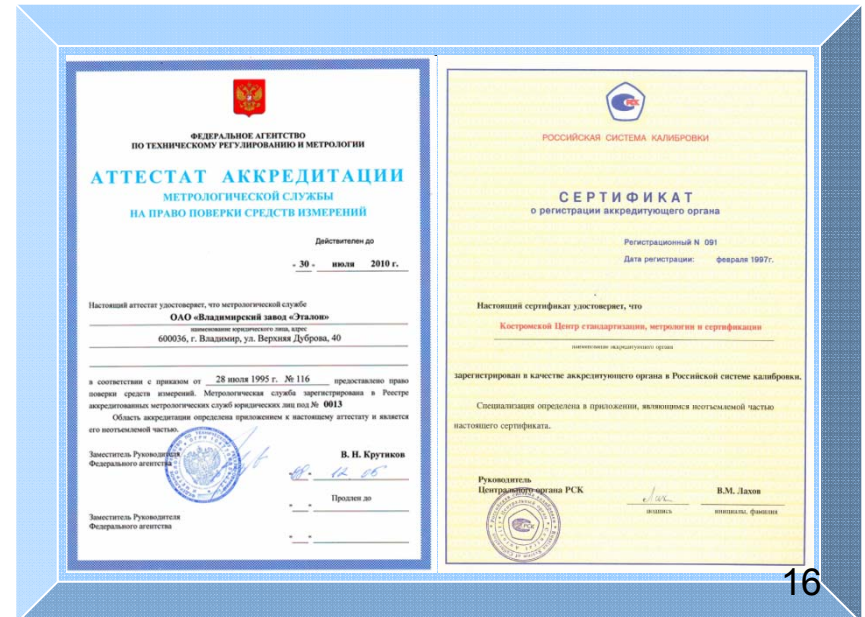 ФЕДЕРАЛЬНОЕ АГЕНТСТВО
ПО ТЕХНИЧЕСКОМУ РЕГУЛИРОВАНИЮ И МЕТРОЛОГИИ
АТТЕСТАТ АККРЕДИТАЦИИ
МЕТРОЛОГИЧЕСКОЙ СЛУЖБЫ
НА ПРАВО ПОВЕРКИ СРЕДСТВ ИЗМЕРЕНИЙ
Действителен до
- 30 - июля 2010 г.
Настоящий аттестат удостоверяет, что метрологической службе
ОАО «Владимирский завод «Эталон»
наименование юридического лица, адрес
600036, г. Владимир, ул. Верхняя Дуброва, 40
в соответствии с приказом от 28 июля 1995 г. № 116 предоставлено право
поверки средств измерений. Метрологическая служба зарегистрирована в Реестре
аккредитованных метрологических служб юридических лиц под № 0013
Область аккредитации определена приложением к настоящему аттестату и является
его неотъемлемой частью.
Заместитель Руководителя
Федерального агентства
В. Н. Крутиков
Продлен до
Заместитель Руководителя
Федерального агентства
РСК
РОССИЙСКАЯ СИСТЕМА КАЛИБРОВКИ
СЕРТИФИКАТ
о регистрации аккредитующего органа
Регистрационный N 091
Дата регистрации: февраля 1997г.
Настоящий сертификат удостоверяет, что
Костромской Центр стандартизации, метрологии и сертификации
наименование аккредитующего органа
зарегистрирован в качестве аккредитующего органа в Российской системе калибровки.
Специализация определена в приложении, являющимся неотъемлемой частью
настоящего сертификата.
Руководитель
Центрального органа РСК
В.М. Лахов
подпись
инициалы, фамилия
РСК
16